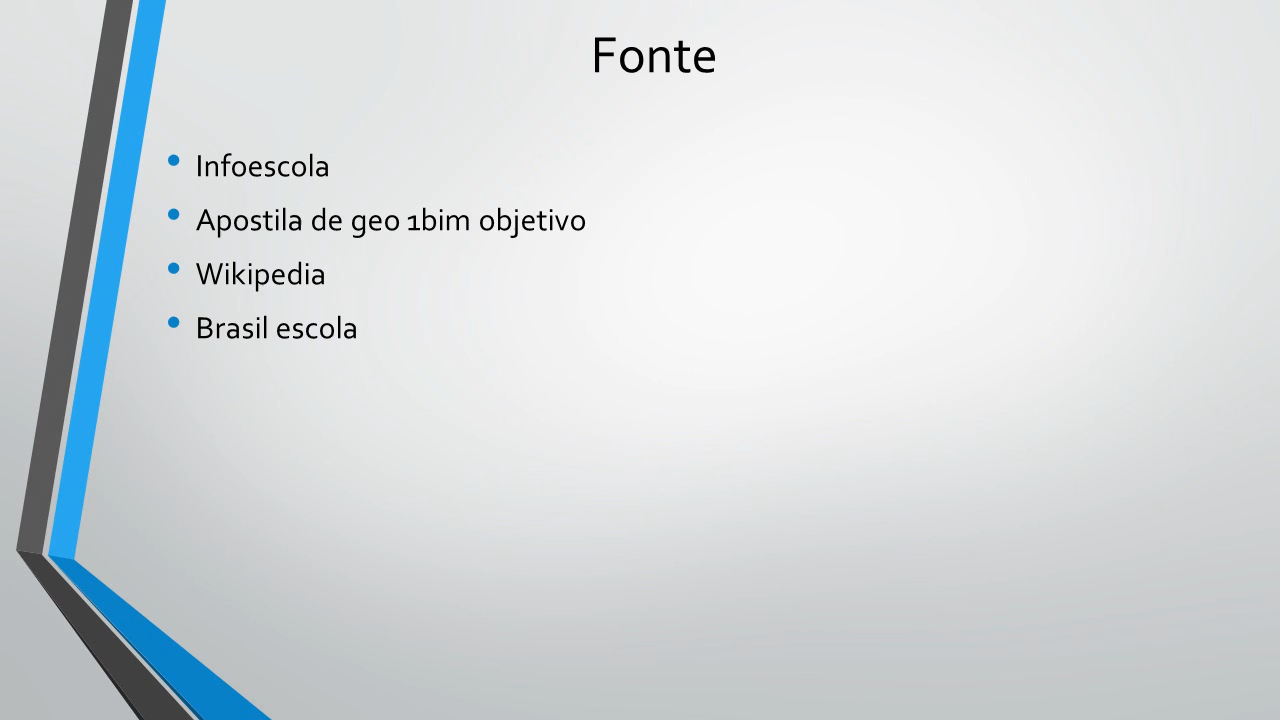 Fonte
• Infoescola
• Apostila de geo 1bim objetivo
• Wikipedia
• Brasil escola